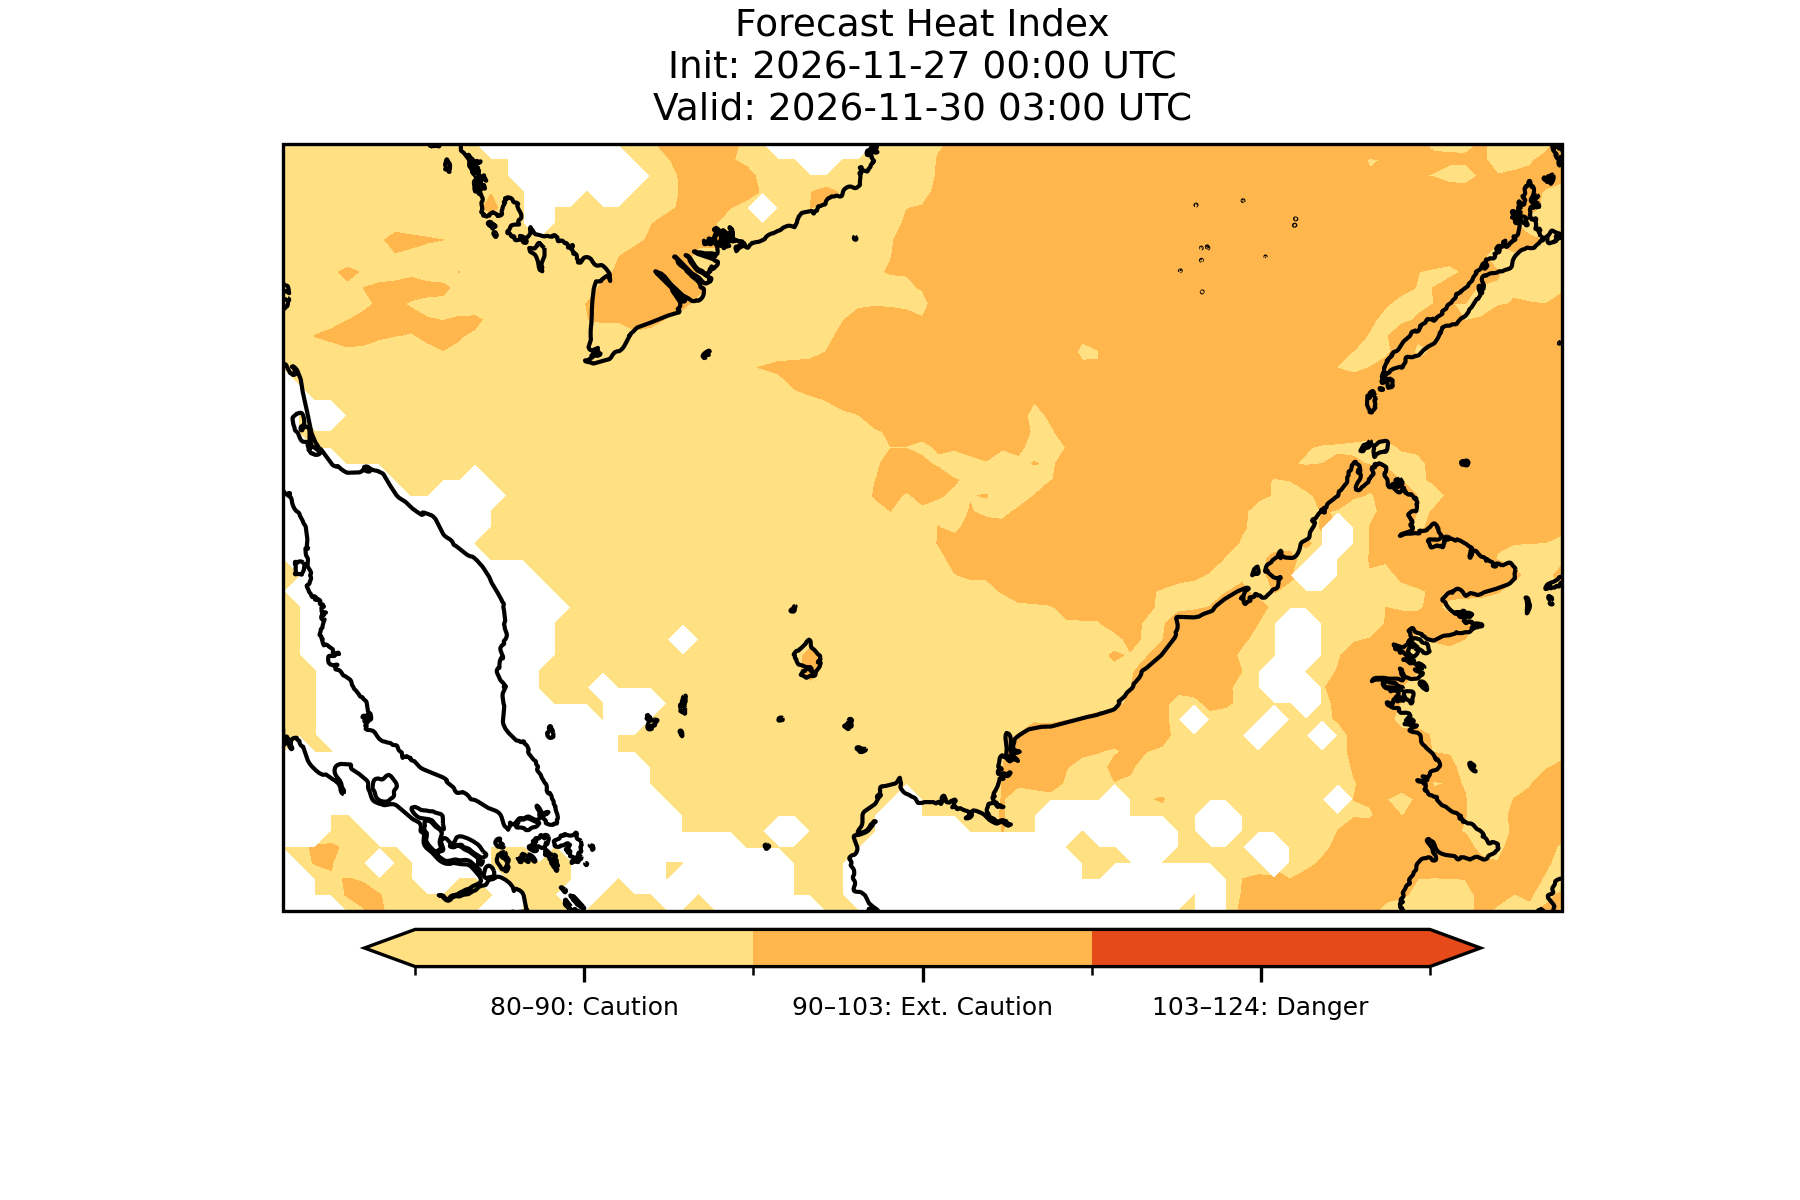 Forecast Heat Index
Init: 2026-11-27 00:00 UTC
Valid: 2026-11-30 03:00 UTC
80–90: Caution
90–103: Ext. Caution
103–124: Danger